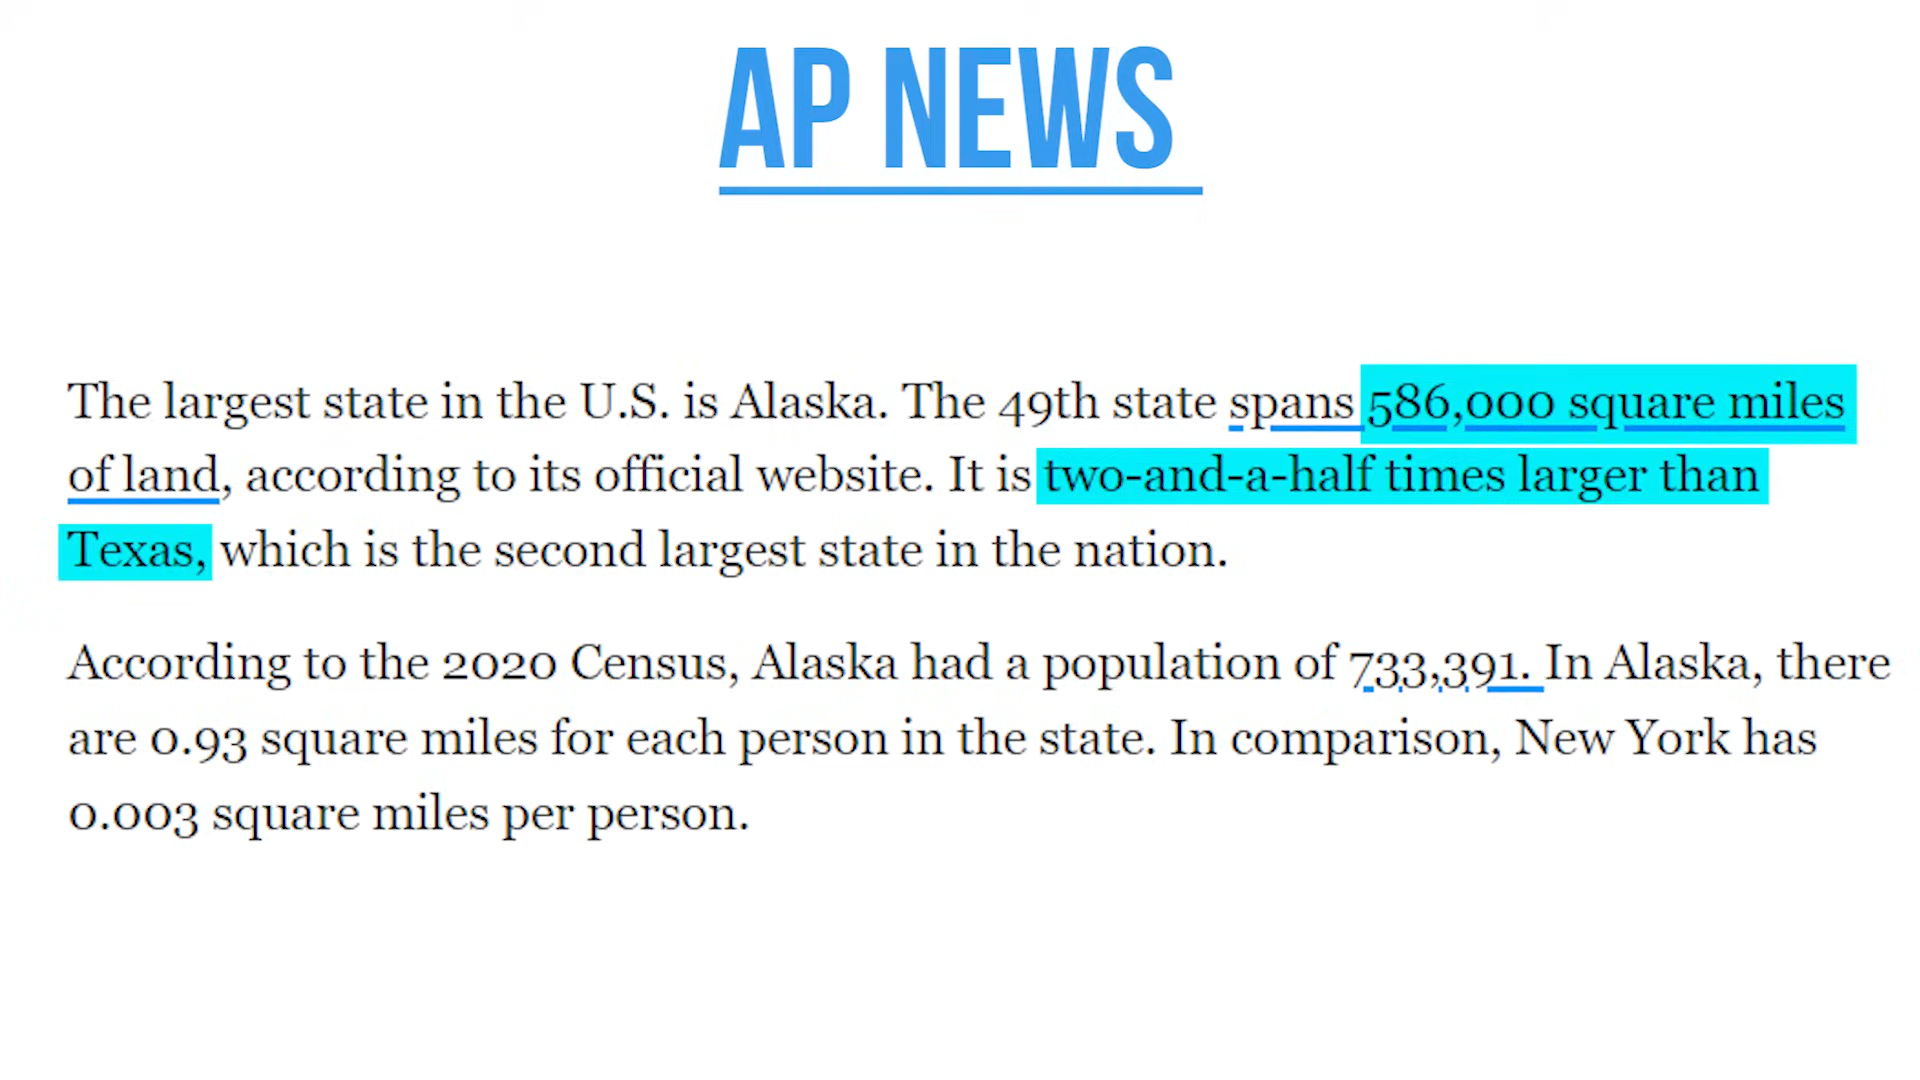 AP NEWS
The largest state in the U.S. is Alaska. The 49th state spans 586,000 square miles
of land, according to its official website. It is two-and-a-half times larger than
Texas, which is the second largest state in the nation.
According to the 2020 Census, Alaska had a population of 733,391. In Alaska, there
are 0.93 square miles for each person in the state. In comparison, New York has
0.003 square miles per person.